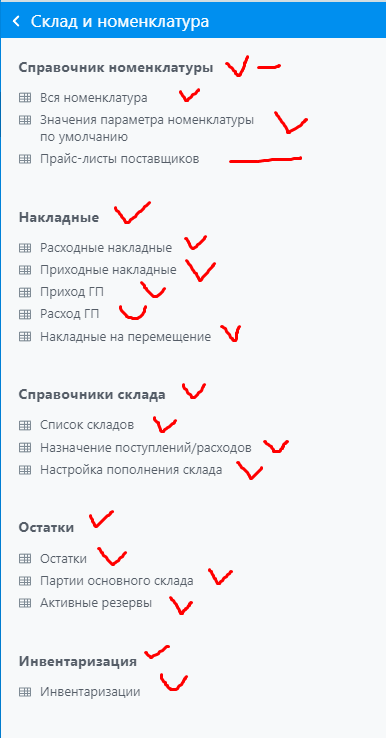 Склад и номенклатура
Справочник номенклатуры
Вся номенклатура
Значения параметра номенклатуры
по умолчанию
Прайс-листы поставщиков
Накладные
Расходные накладные
Приходные накладные
Приход ГП
Расход ГП
Накладные на перемещение
Справочники склада
Список складов
Назначение поступлений/расходов
Настройка пополнения склада
Остатки
Остатки
Партии основного склада
Активные резервы
Инвентаризация
Инвентаризации